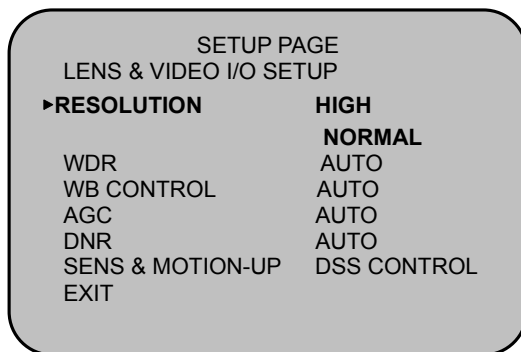 SETUP PAGE
LENS & VIDEO I/O SETUP
►RESOLUTION HIGH
NORMAL
WDR AUTO
WB CONTROL AUTO
AGC AUTO
DNR AUTO
SENS & MOTION-UP DSS CONTROL
EXIT